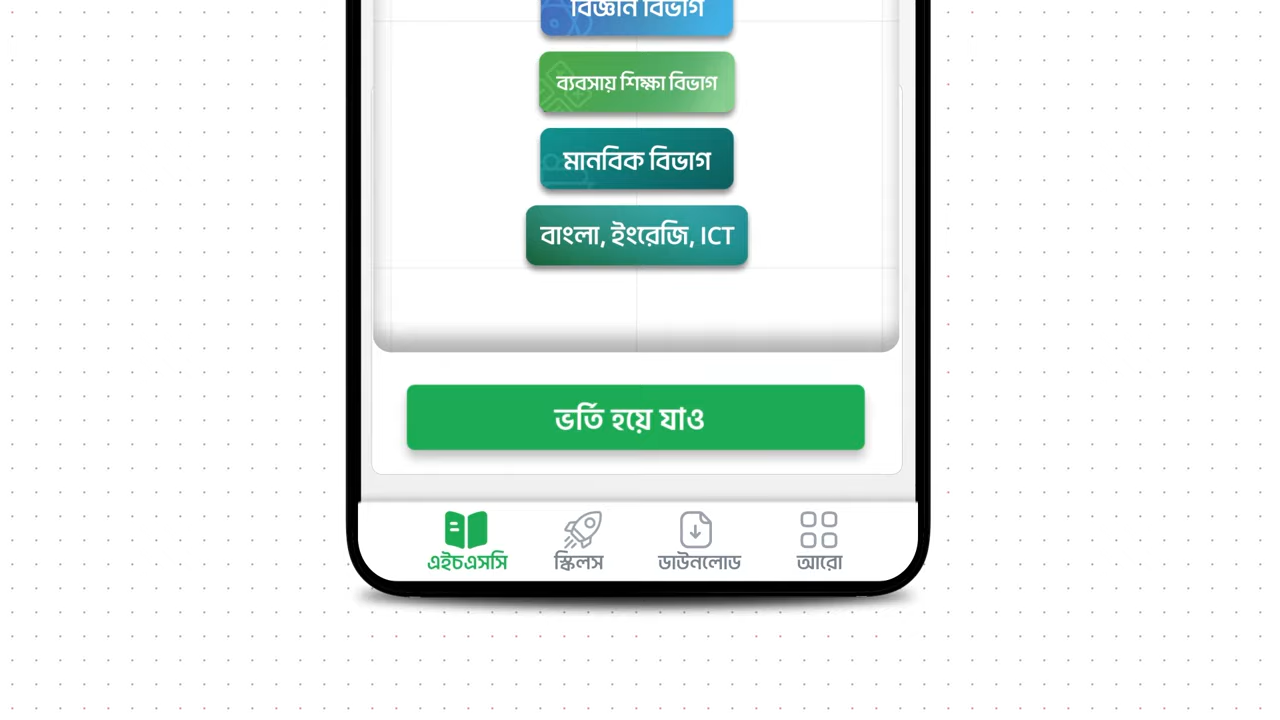 বিজ্ঞান বিভাগ
ব্যবসায় শিক্ষা বিভাগ
মানবিক বিভাগ
বাংলা, ইংরেজি, ICT
ভর্তি হয়ে যাও
এইচএসসি
স্কিলস
ডাউনলোড
আরো